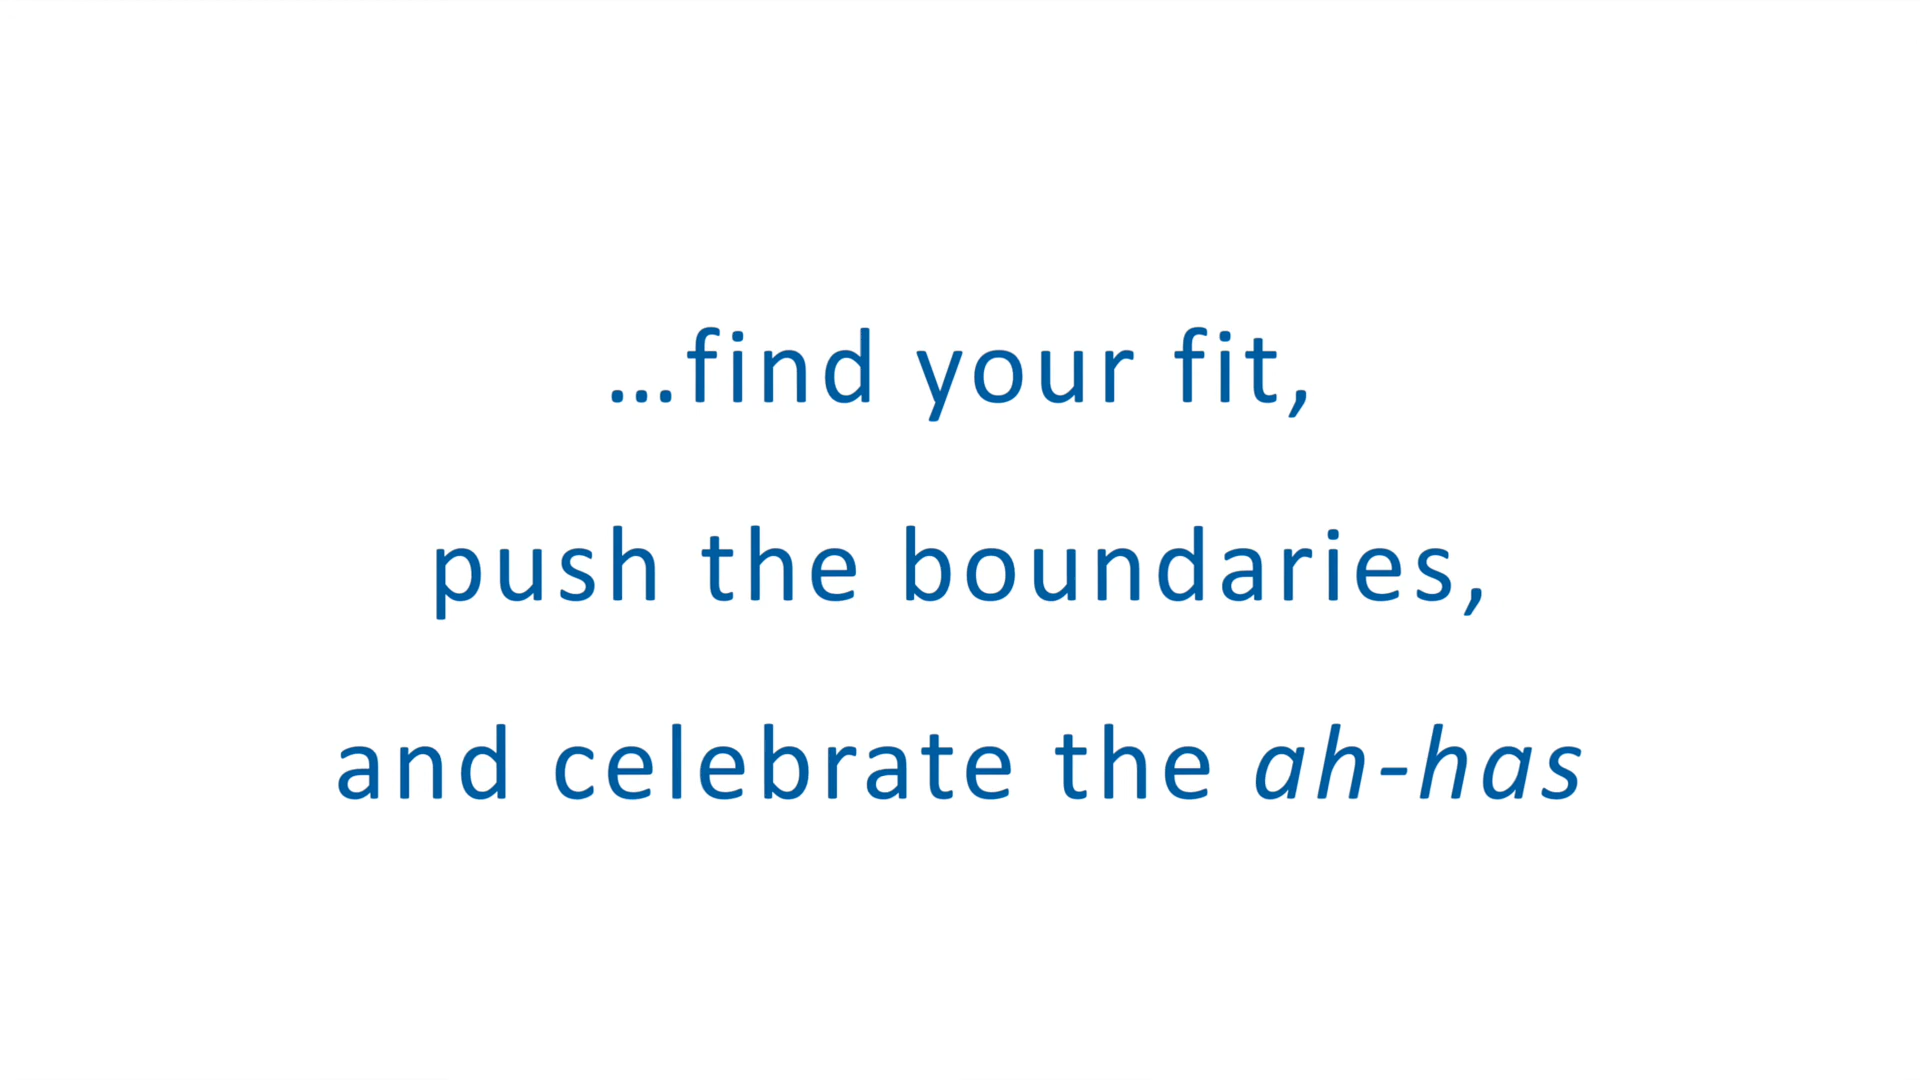 …find your fit,
push the boundaries,
and celebrate the ah-has